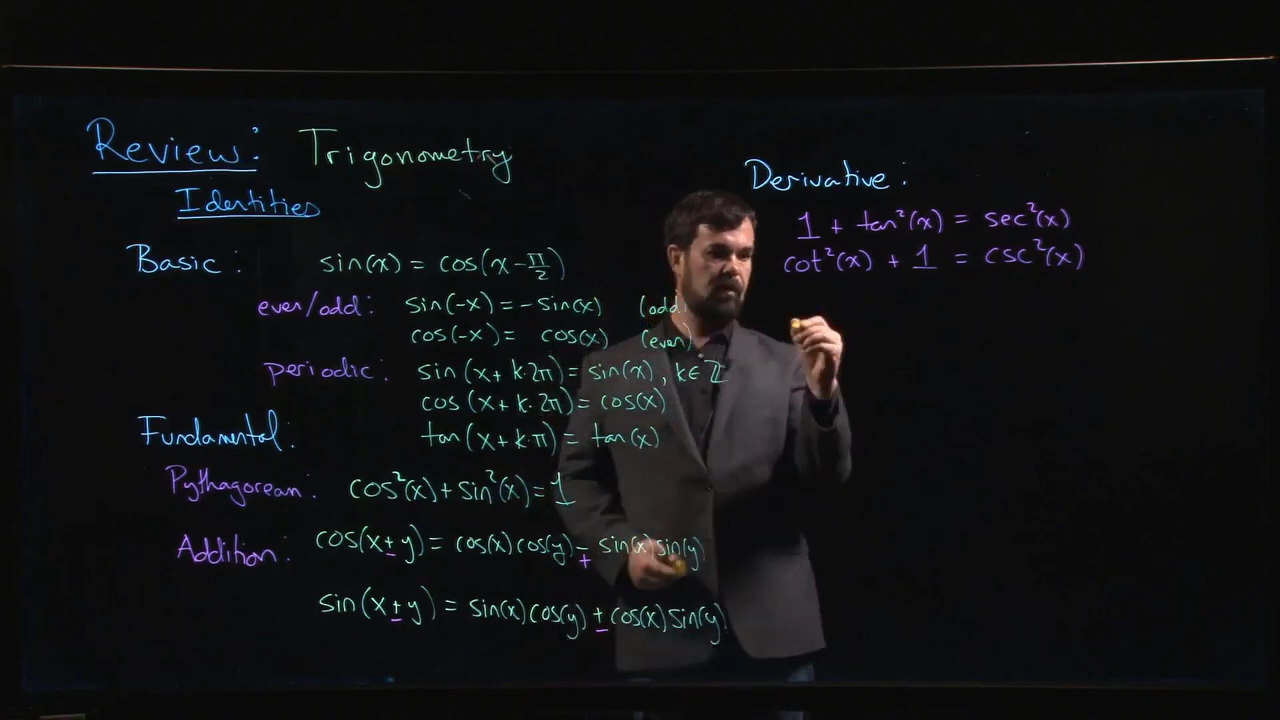 Review: Trigonometry
Identities
Basic: sin(x) = cos(x - π/2)
even/odd: sin(-x) = - sin(x) (odd)
cos(-x) = cos(x) (even)
periodic: sin(x + k·2π) = sin(x), k ∈ ℤ
cos(x + k·2π) = cos(x)
tan(x + k·π) = tan(x)
Fundamental:
Pythagorean: cos²(x) + sin²(x) = 1
Addition: cos(x ± y) = cos(x) cos(y) ∓ sin(x) sin(y)
sin(x ± y) = sin(x) cos(y) ± cos(x) sin(y)
Derivative:
1 + tan²(x) = sec²(x)
cot²(x) + 1 = csc²(x)